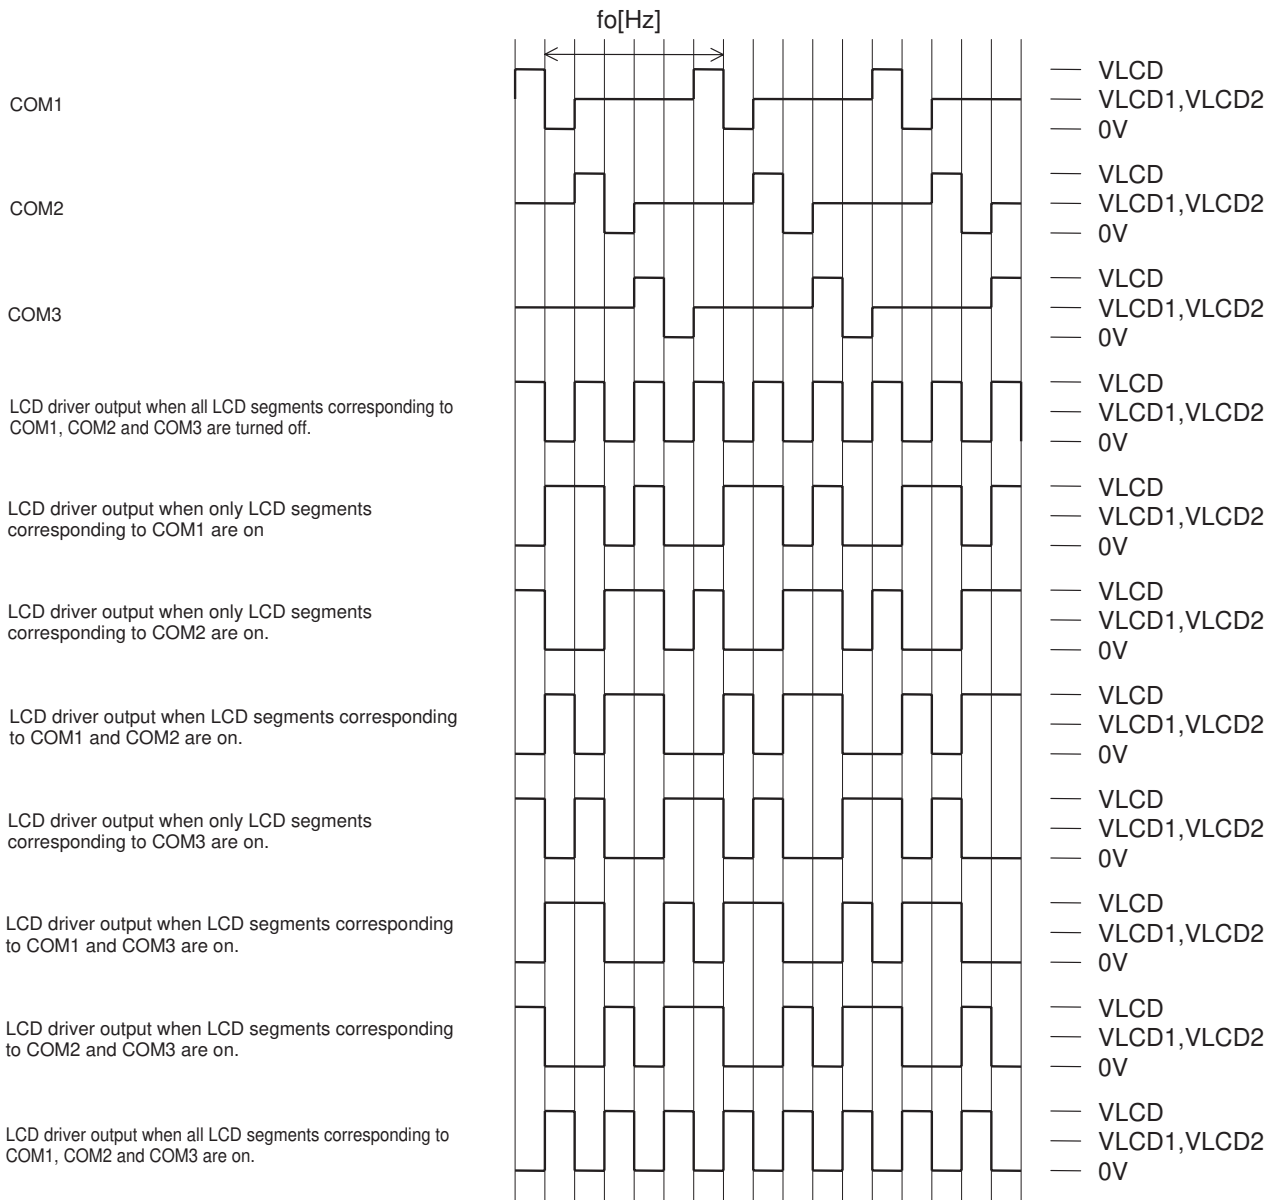 fo[Hz]
COM1
VLCD
VLCD1,VLCD2
0V
COM2
VLCD
VLCD1,VLCD2
0V
COM3
VLCD
VLCD1,VLCD2
0V
LCD driver output when all LCD segments corresponding to
COM1, COM2 and COM3 are turned off.
VLCD
VLCD1,VLCD2
0V
LCD driver output when only LCD segments
corresponding to COM1 are on
VLCD
VLCD1,VLCD2
0V
LCD driver output when only LCD segments
corresponding to COM2 are on.
VLCD
VLCD1,VLCD2
0V
LCD driver output when LCD segments corresponding
to COM1 and COM2 are on.
VLCD
VLCD1,VLCD2
0V
LCD driver output when only LCD segments
corresponding to COM3 are on.
VLCD
VLCD1,VLCD2
0V
LCD driver output when LCD segments corresponding
to COM1 and COM3 are on.
VLCD
VLCD1,VLCD2
0V
LCD driver output when LCD segments corresponding
to COM2 and COM3 are on.
VLCD
VLCD1,VLCD2
0V
LCD driver output when all LCD segments corresponding to
COM1, COM2 and COM3 are on.
VLCD
VLCD1,VLCD2
0V